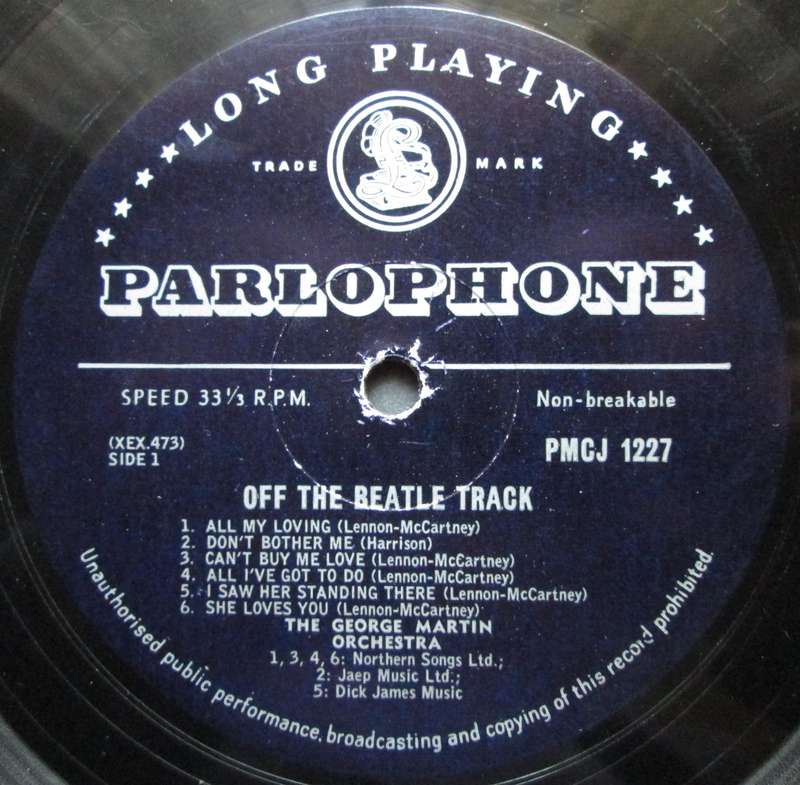 ★★★★ LONG PLAYING ★★★★
TRADE MARK
PARLOPHONE
SPEED 33⅓ R.P.M. Non-breakable
(XEX.473)
SIDE 1 PMCJ 1227
OFF THE BEATLE TRACK
1. ALL MY LOVING (Lennon-McCartney)
2. DON'T BOTHER ME (Harrison)
3. CAN'T BUY ME LOVE (Lennon-McCartney)
4. ALL I'VE GOT TO DO (Lennon-McCartney)
5. I SAW HER STANDING THERE (Lennon-McCartney)
6. SHE LOVES YOU (Lennon-McCartney)
THE GEORGE MARTIN
ORCHESTRA
1, 3, 4, 6: Northern Songs Ltd.;
2: Jaep Music Ltd.;
5: Dick James Music
Unauthorised public performance, broadcasting and copying of this record prohibited.